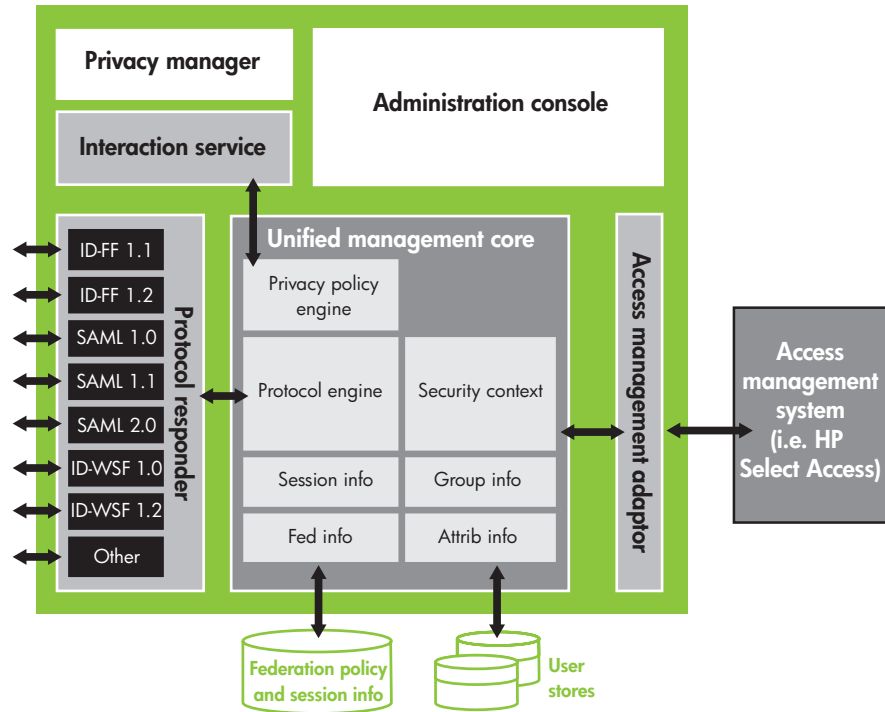 Privacy manager
Administration console
Interaction service
Unified management core
Privacy policy
engine
Protocol engine
Security context
Session info
Group info
Fed info
Attrib info
ID-FF 1.1
ID-FF 1.2
SAML 1.0
SAML 1.1
SAML 2.0
ID-WSF 1.0
ID-WSF 1.2
Other
Protocol responder
Access management adaptor
Access
management
system
(i.e. HP
Select Access)
Federation policy
and session info
User
stores